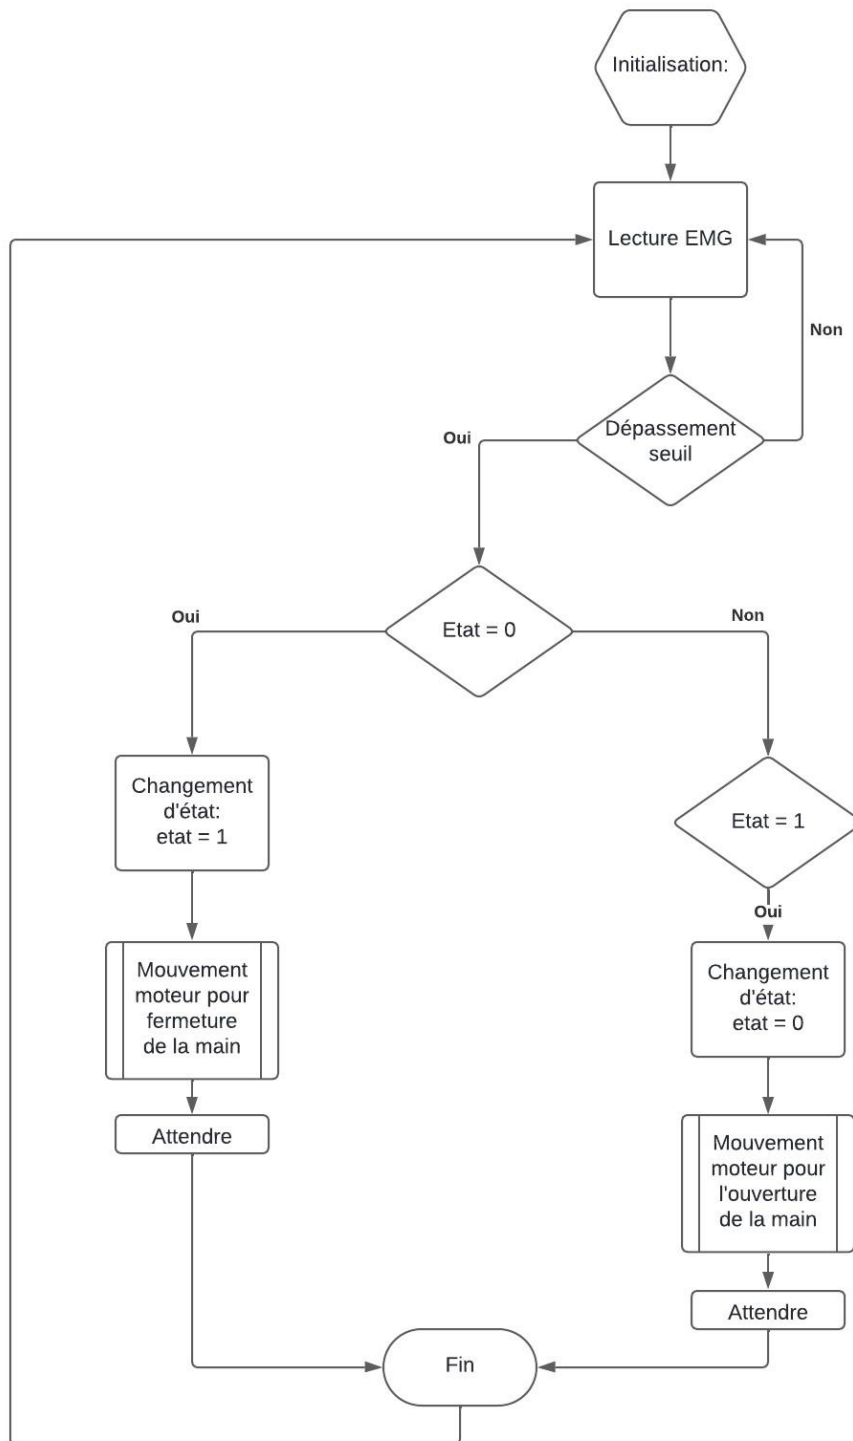 Initialisation:
Lecture EMG
Non
Dépassement
seuil
Oui
Etat = 0
Oui
Non
Changement
d'état:
etat = 1
Etat = 1
Oui
Mouvement
moteur pour
fermeture
de la main
Changement
d'état:
etat = 0
Attendre
Mouvement
moteur pour
l'ouverture
de la main
Attendre
Fin